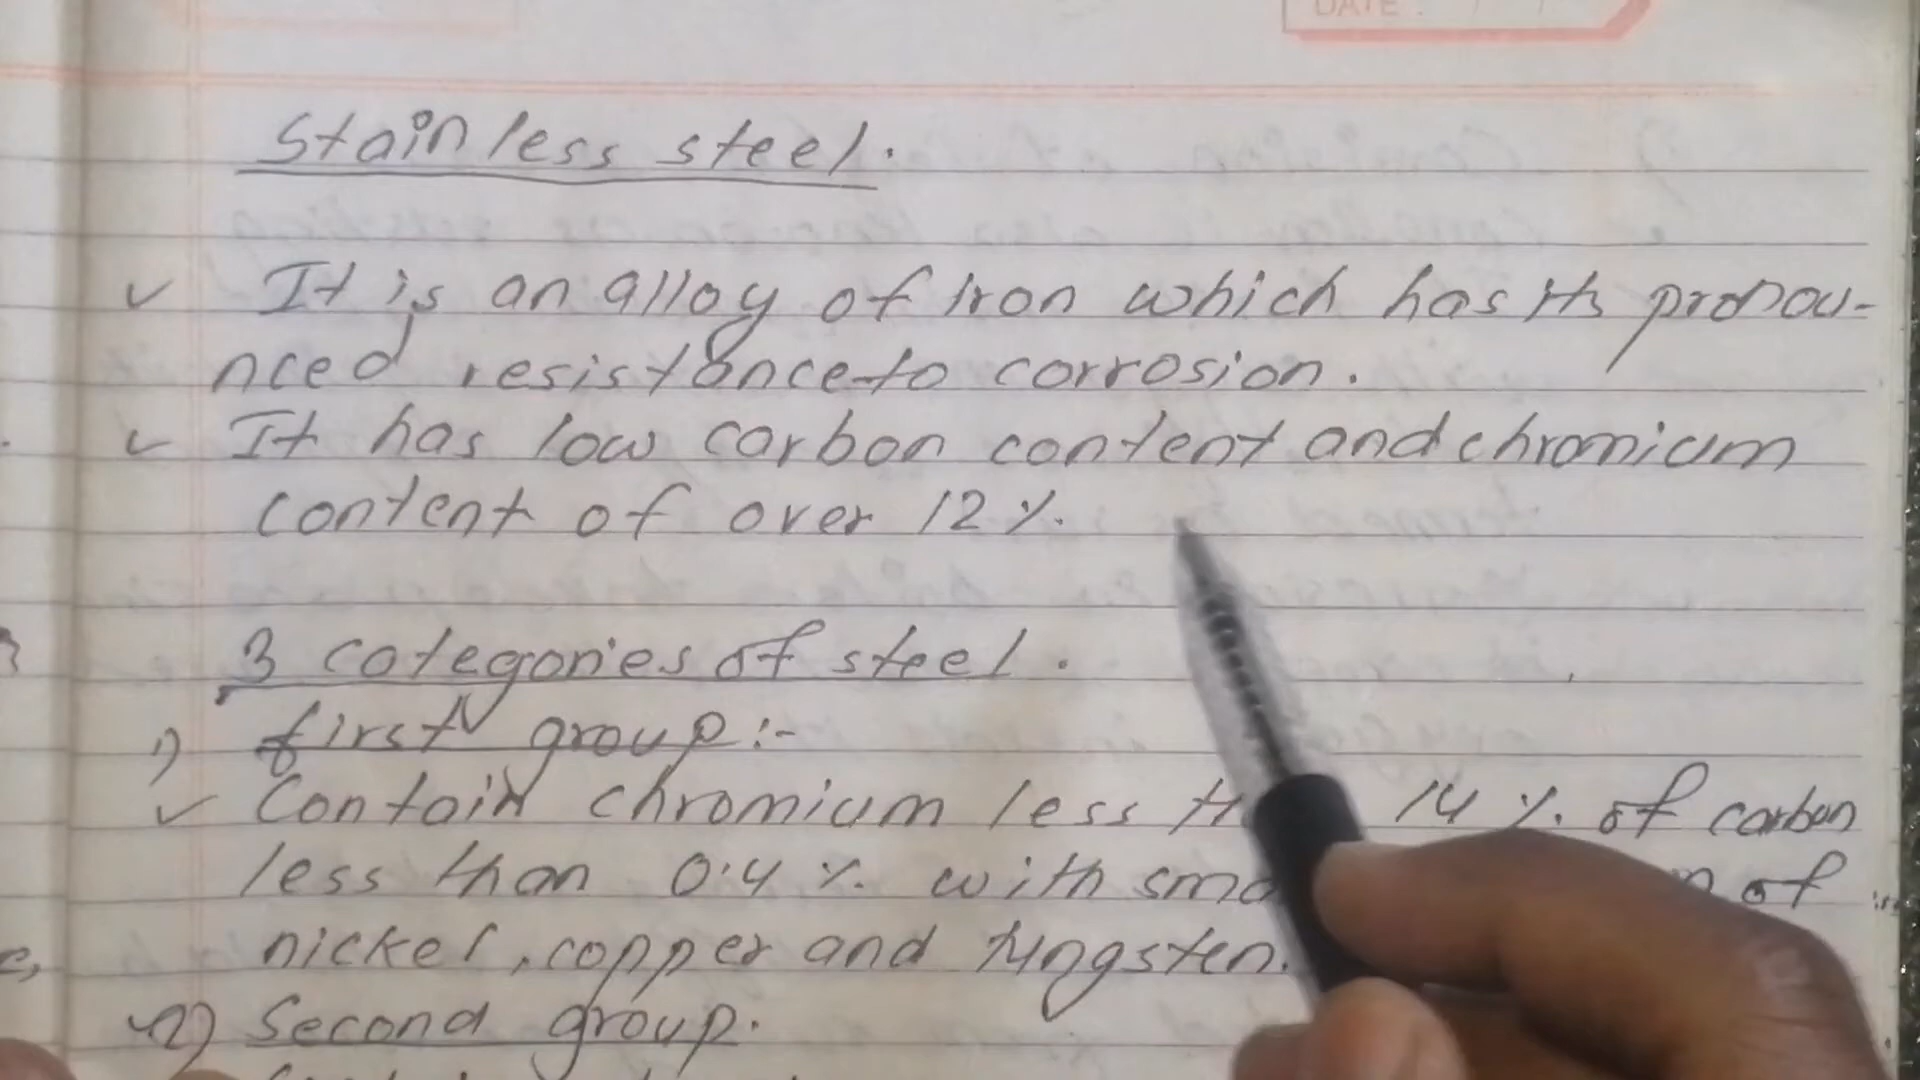 DATE :
Stainless steel.
It is an alloy of Iron which has its pronou-
nced resistance to corrosion.
It has low carbon content and chromium
content of over 12 %.
3 categories of steel.
1) first group :-
Contain chromium less 14 % of carbon
less than 0.4 % with of
nickel, copper and tungsten.
2) Second group.